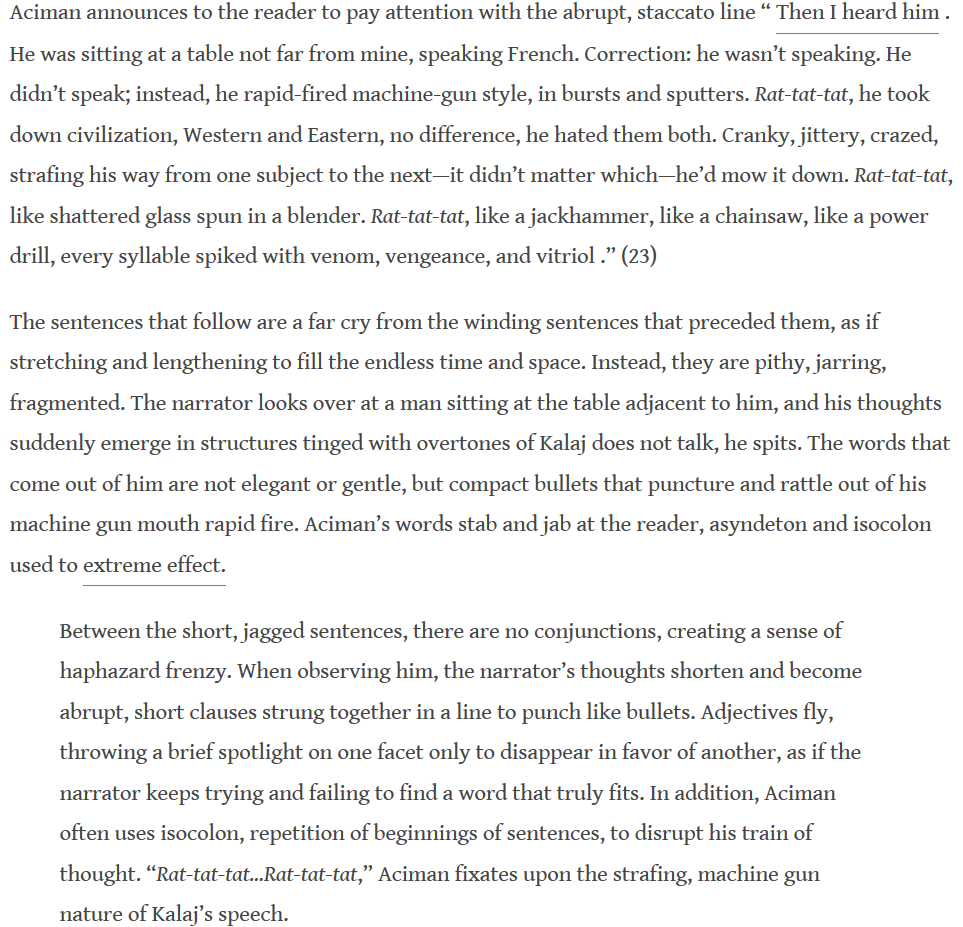 Aciman announces to the reader to pay attention with the abrupt, staccato line “ Then I heard him .
He was sitting at a table not far from mine, speaking French. Correction: he wasn’t speaking. He
didn’t speak; instead, he rapid-fired machine-gun style, in bursts and sputters. Rat-tat-tat, he took
down civilization, Western and Eastern, no difference, he hated them both. Cranky, jittery, crazed,
strafing his way from one subject to the next—it didn’t matter which—he’d mow it down. Rat-tat-tat,
like shattered glass spun in a blender. Rat-tat-tat, like a jackhammer, like a chainsaw, like a power
drill, every syllable spiked with venom, vengeance, and vitriol .” (23)
The sentences that follow are a far cry from the winding sentences that preceded them, as if
stretching and lengthening to fill the endless time and space. Instead, they are pithy, jarring,
fragmented. The narrator looks over at a man sitting at the table adjacent to him, and his thoughts
suddenly emerge in structures tinged with overtones of Kalaj does not talk, he spits. The words that
come out of him are not elegant or gentle, but compact bullets that puncture and rattle out of his
machine gun mouth rapid fire. Aciman’s words stab and jab at the reader, asyndeton and isocolon
used to extreme effect.
Between the short, jagged sentences, there are no conjunctions, creating a sense of
haphazard frenzy. When observing him, the narrator’s thoughts shorten and become
abrupt, short clauses strung together in a line to punch like bullets. Adjectives fly,
throwing a brief spotlight on one facet only to disappear in favor of another, as if the
narrator keeps trying and failing to find a word that truly fits. In addition, Aciman
often uses isocolon, repetition of beginnings of sentences, to disrupt his train of
thought. “Rat-tat-tat...Rat-tat-tat,” Aciman fixates upon the strafing, machine gun
nature of Kalaj’s speech.